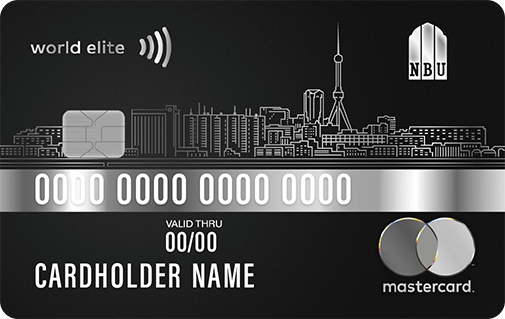 world elite
NBU
0000 0000 0000 0000
VALID THRU
00/00
CARDHOLDER NAME
mastercard.